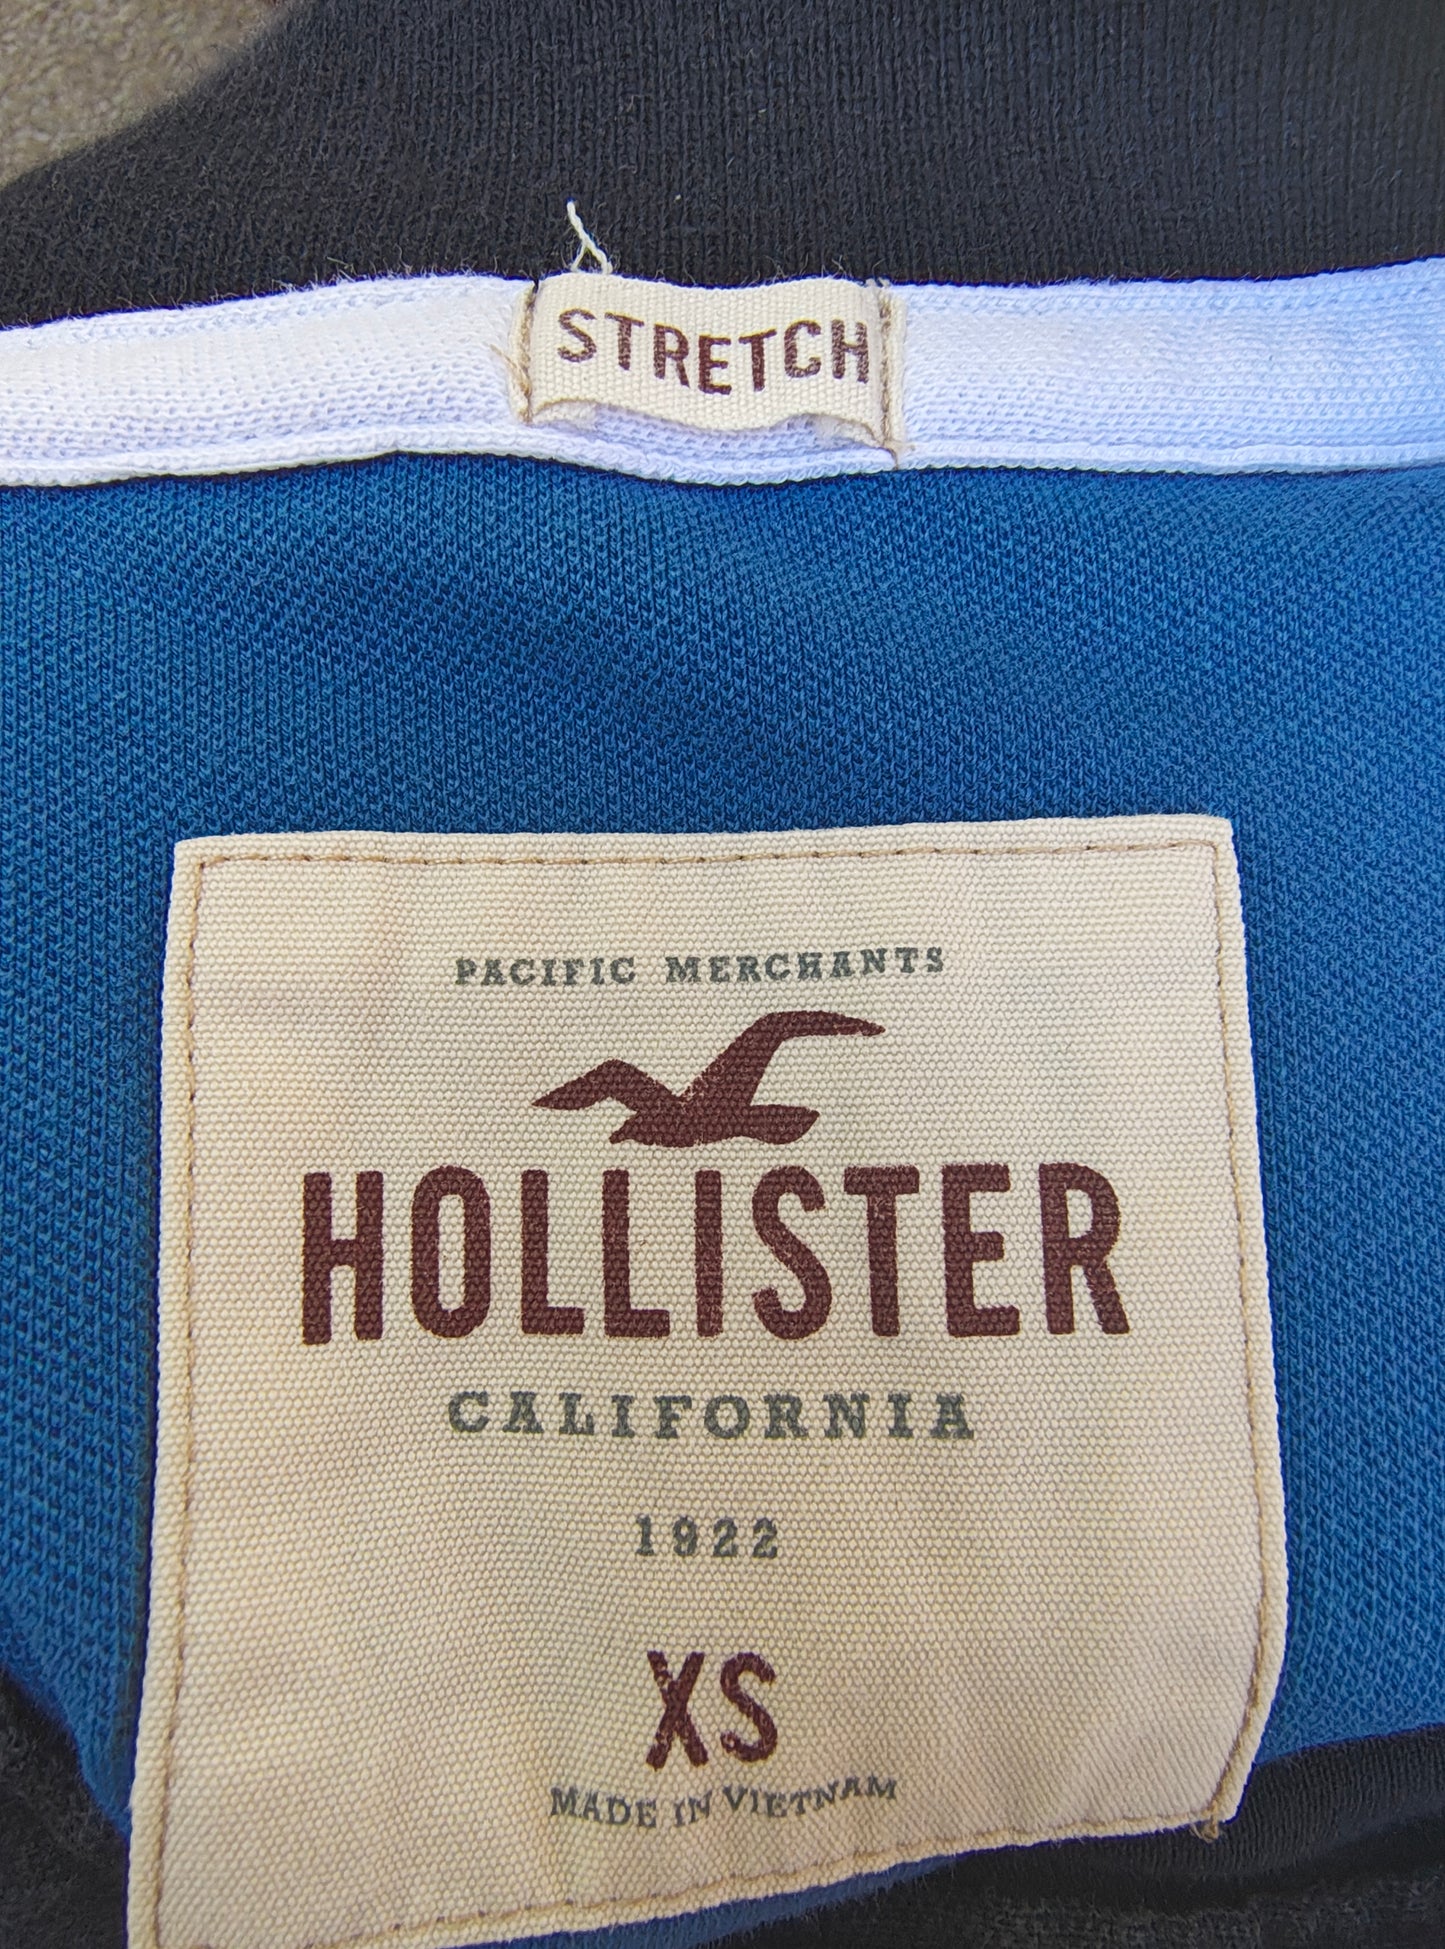 STRETCH
PACIFIC MERCHANTS
HOLLISTER
CALIFORNIA
1922
XS
MADE IN VIETNAM